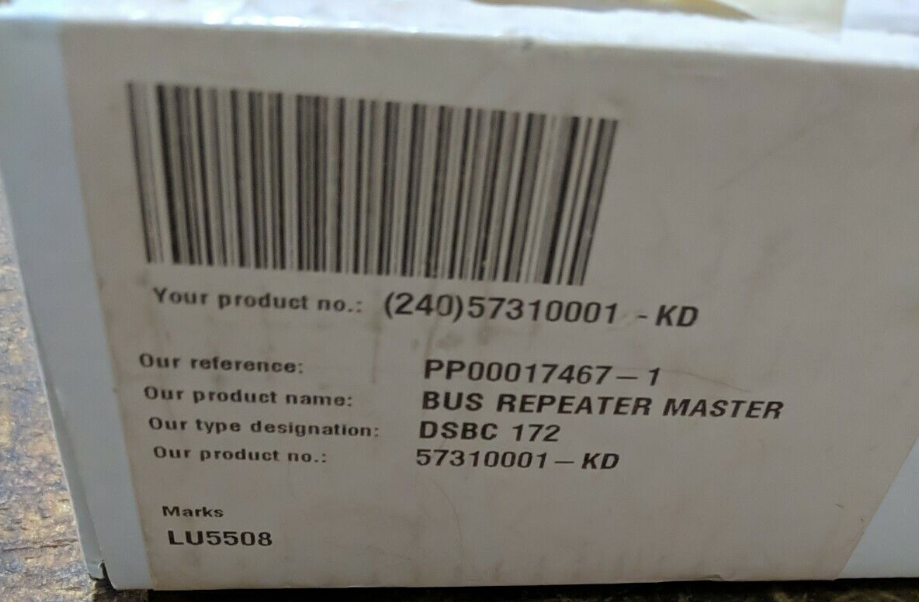 Your product no.: (240)57310001 - KD
Our reference: PP00017467-1
Our product name: BUS REPEATER MASTER
Our type designation: DSBC 172
Our product no.: 57310001-KD
Marks
LU5508